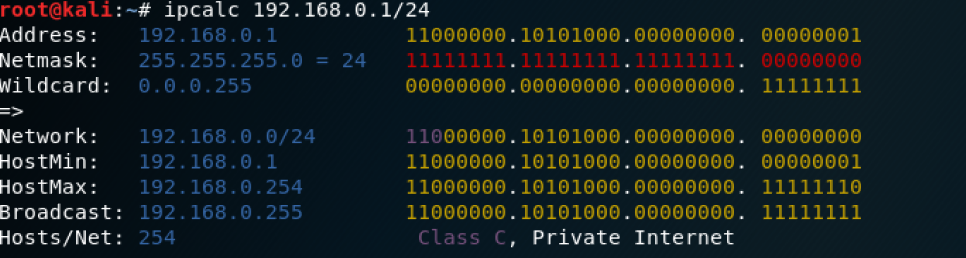 root@kali:~# ipcalc 192.168.0.1/24
Address:   192.168.0.1           11000000.10101000.00000000. 00000001
Netmask:   255.255.255.0 = 24    11111111.11111111.11111111. 00000000
Wildcard:  0.0.0.255             00000000.00000000.00000000. 11111111
=>
Network:   192.168.0.0/24        11000000.10101000.00000000. 00000000
HostMin:   192.168.0.1           11000000.10101000.00000000. 00000001
HostMax:   192.168.0.254         11000000.10101000.00000000. 11111110
Broadcast: 192.168.0.255         11000000.10101000.00000000. 11111111
Hosts/Net: 254                    Class C, Private Internet